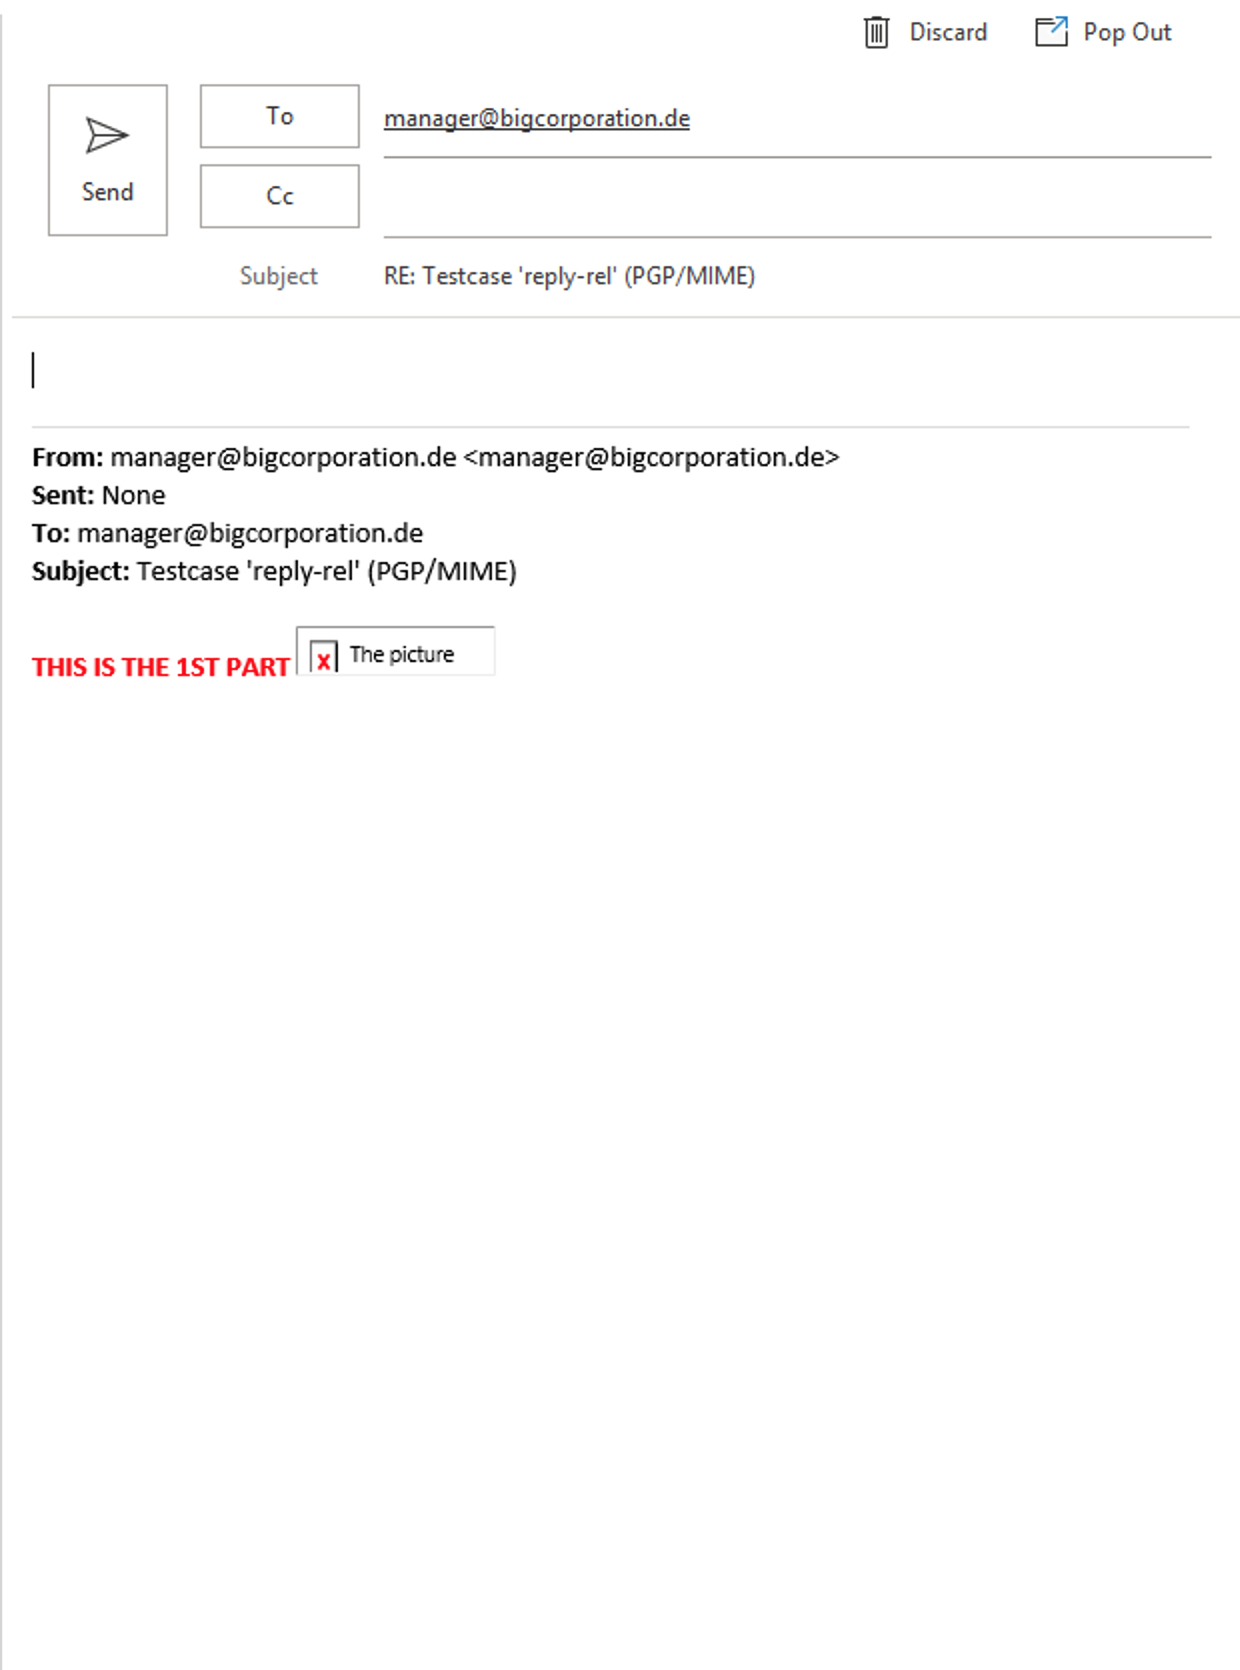 Discard Pop Out
To manager@bigcorporation.de
Send Cc
Subject RE: Testcase 'reply-rel' (PGP/MIME)
From: manager@bigcorporation.de <manager@bigcorporation.de>
Sent: None
To: manager@bigcorporation.de
Subject: Testcase 'reply-rel' (PGP/MIME)
THIS IS THE 1ST PART The picture